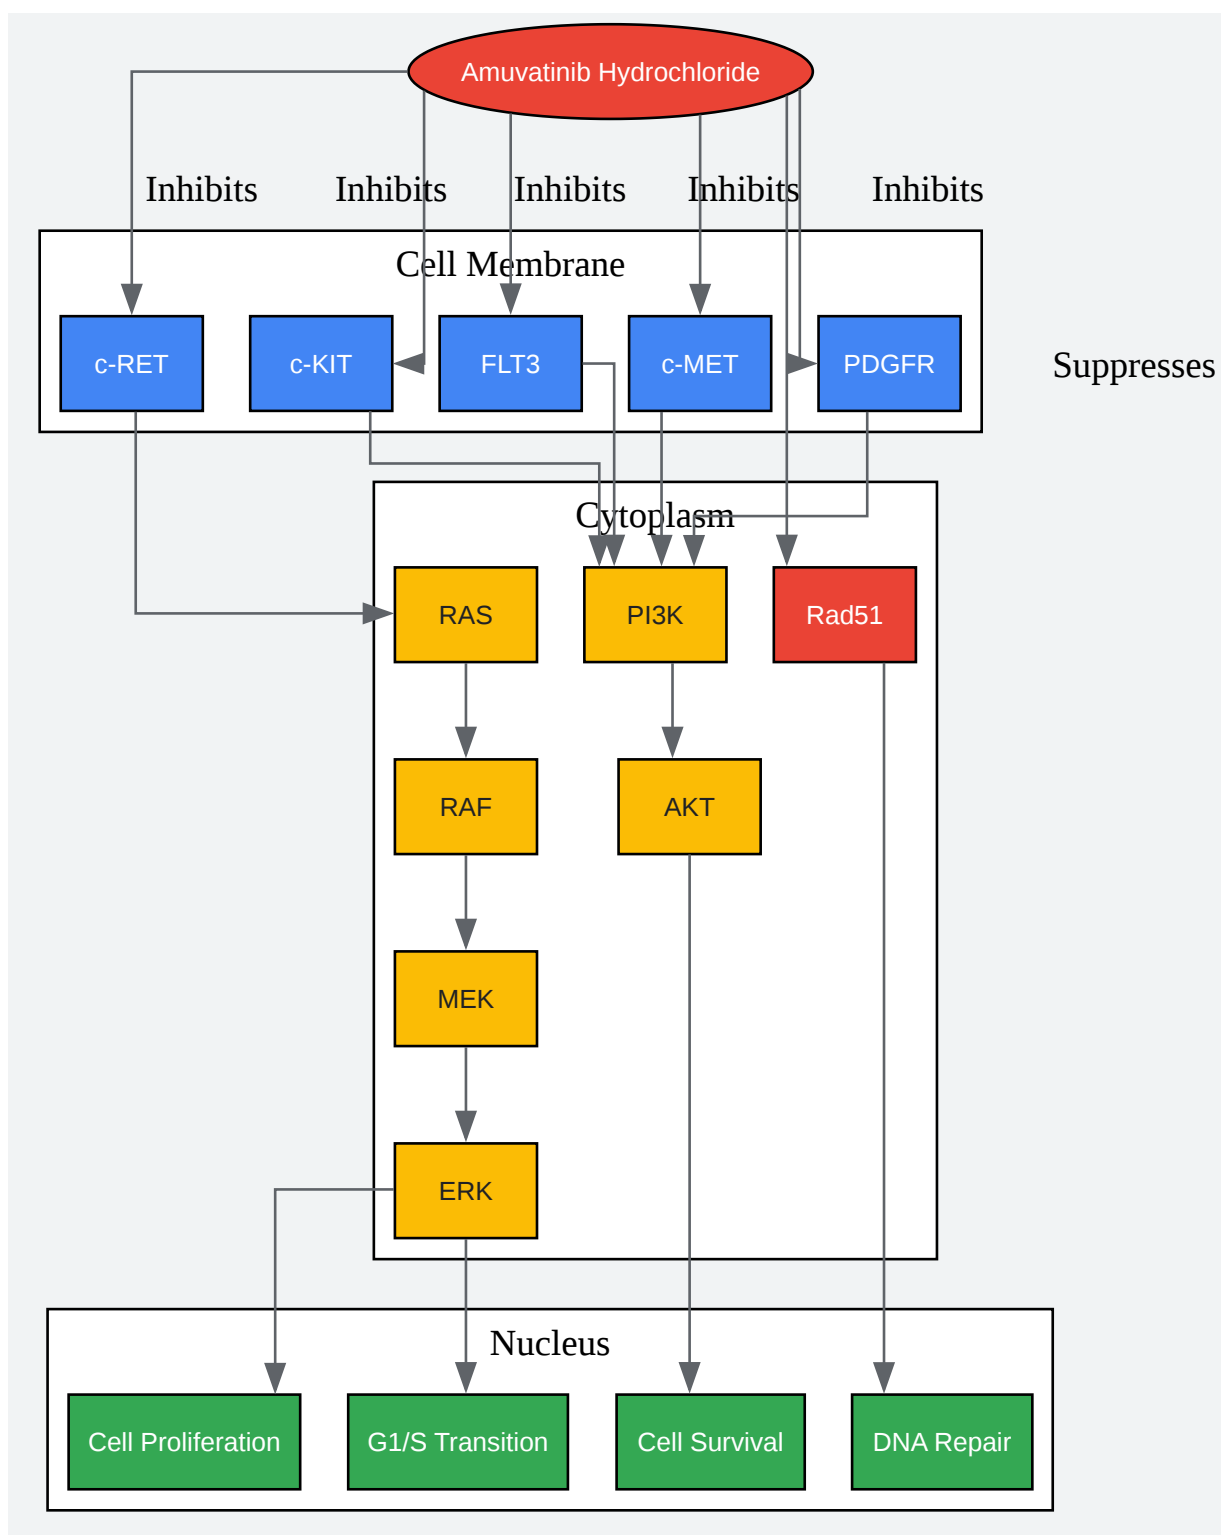 Amuvatinib Hydrochloride
Inhibits
Inhibits
Inhibits
Inhibits
Inhibits
Cell Membrane
c-RET
c-KIT
FLT3
c-MET
PDGFR
Suppresses
Cytoplasm
RAS
PI3K
Rad51
RAF
AKT
MEK
ERK
Nucleus
Cell Proliferation
G1/S Transition
Cell Survival
DNA Repair